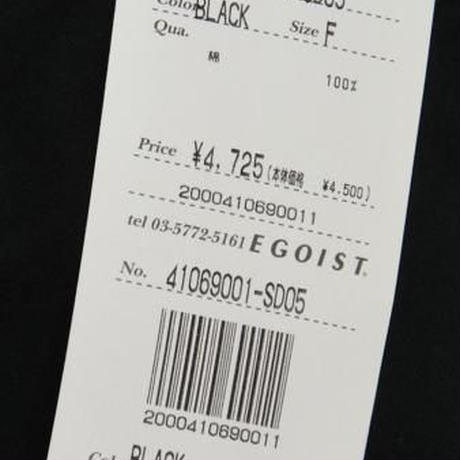 Color BLACK Size F
Qua.
綿 100%
Price ¥4,725(本体価格 ¥4,500)
2000410690011
tel 03-5772-5161 EGOIST
No. 41069001-SD05
2000410690011
BLACK